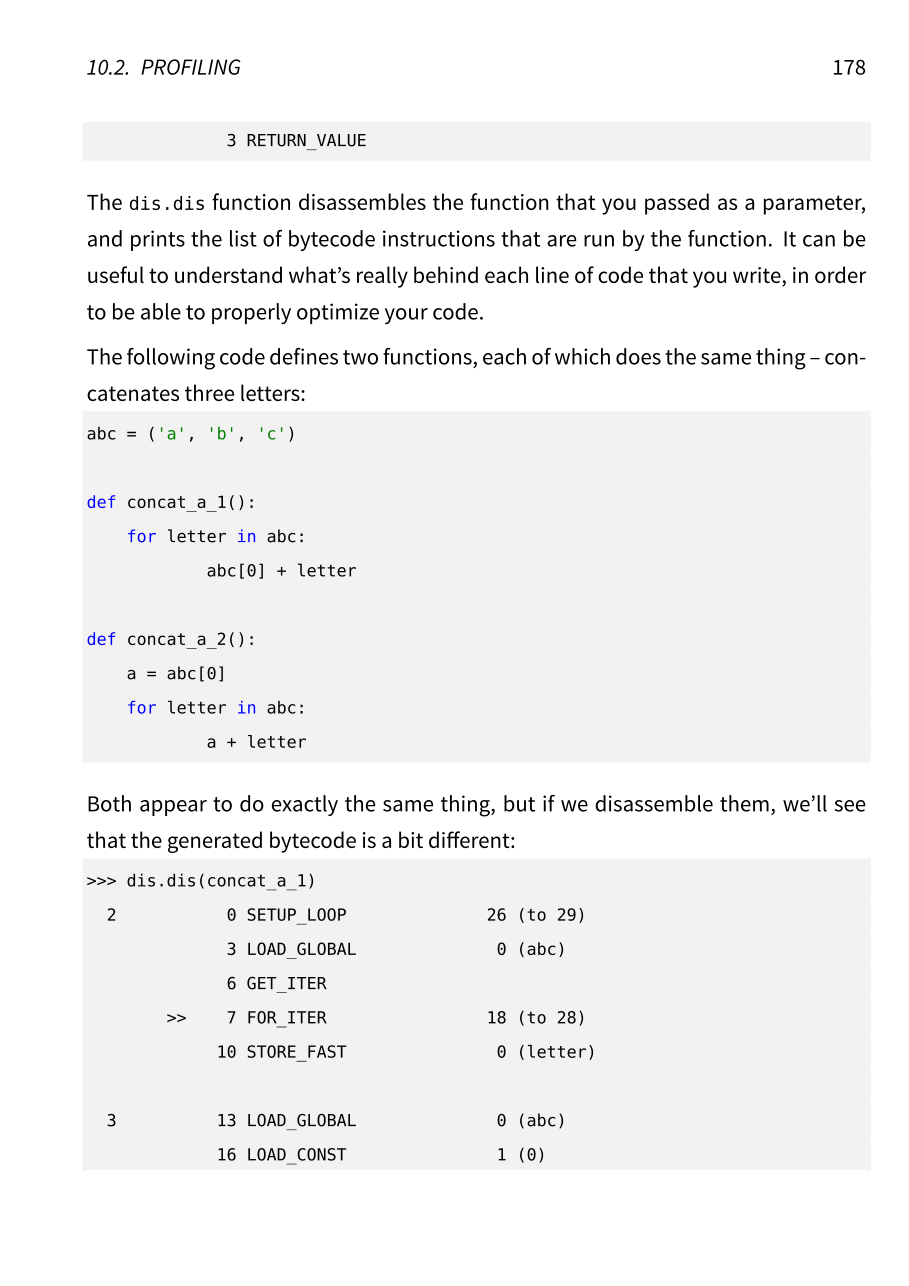 10.2. PROFILING 178
3 RETURN_VALUE
The dis.dis function disassembles the function that you passed as a parameter,
and prints the list of bytecode instructions that are run by the function. It can be
useful to understand what’s really behind each line of code that you write, in order
to be able to properly optimize your code.
The following code defines two functions, each of which does the same thing – con-
catenates three letters:
abc = ('a', 'b', 'c')

def concat_a_1():
    for letter in abc:
            abc[0] + letter

def concat_a_2():
    a = abc[0]
    for letter in abc:
            a + letter

Both appear to do exactly the same thing, but if we disassemble them, we’ll see
that the generated bytecode is a bit different:
>>> dis.dis(concat_a_1)
  2           0 SETUP_LOOP              26 (to 29)
              3 LOAD_GLOBAL              0 (abc)
              6 GET_ITER
        >>    7 FOR_ITER                18 (to 28)
             10 STORE_FAST               0 (letter)

  3          13 LOAD_GLOBAL              0 (abc)
             16 LOAD_CONST               1 (0)